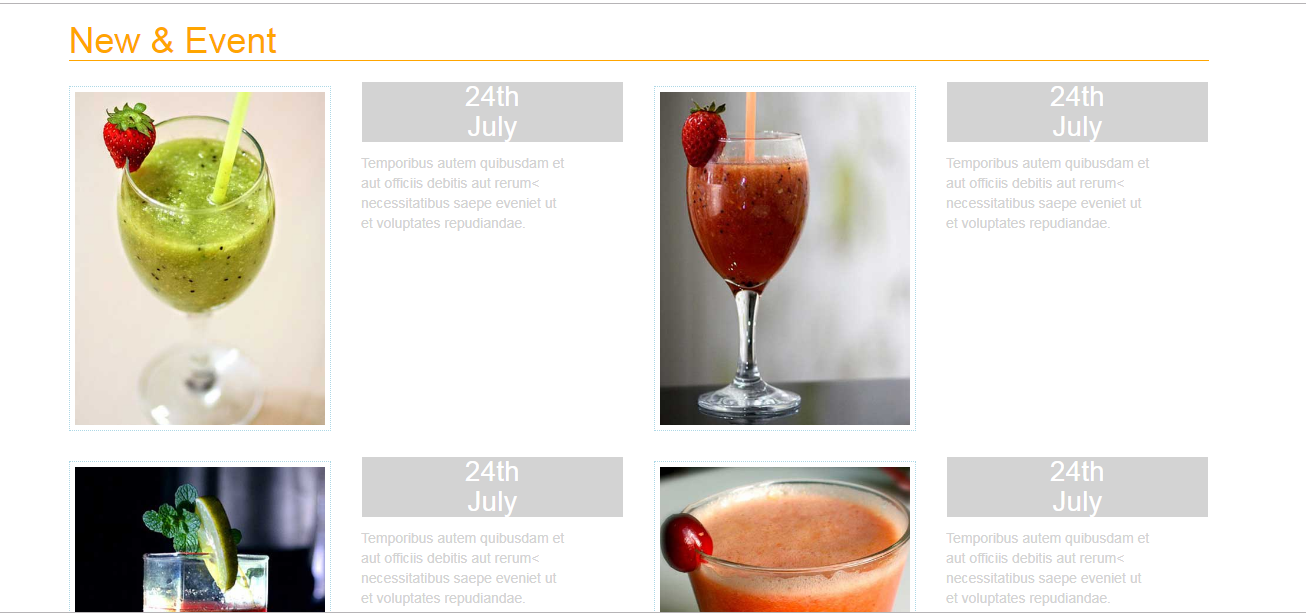 New & Event
24th
July
Temporibus autem quibusdam et
aut officiis debitis aut rerum<
necessitatibus saepe eveniet ut
et voluptates repudiandae.
24th
July
Temporibus autem quibusdam et
aut officiis debitis aut rerum<
necessitatibus saepe eveniet ut
et voluptates repudiandae.
24th
July
Temporibus autem quibusdam et
aut officiis debitis aut rerum<
necessitatibus saepe eveniet ut
et voluptates repudiandae.
24th
July
Temporibus autem quibusdam et
aut officiis debitis aut rerum<
necessitatibus saepe eveniet ut
et voluptates repudiandae.